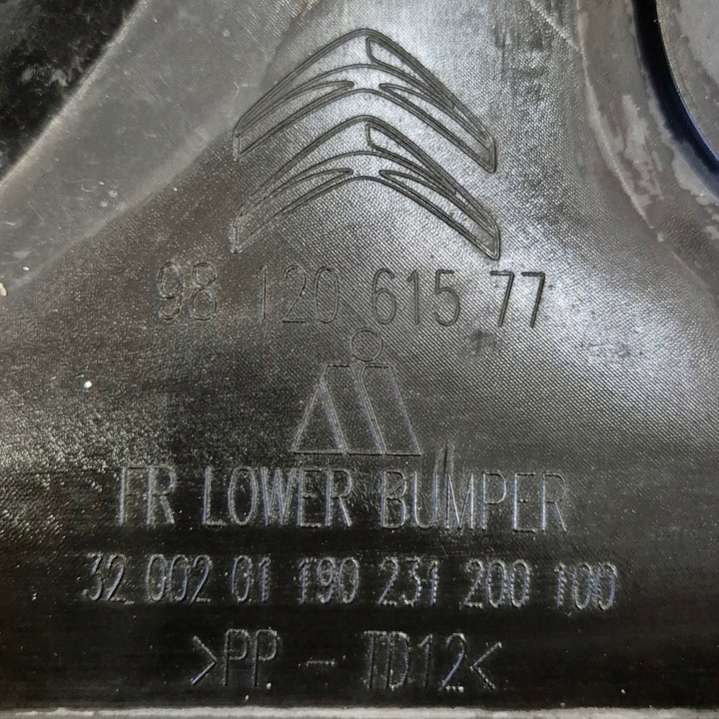 98 120 615 77
FR LOWER BUMPER
32 002 01 190 231 200 100
>PP - TD12<